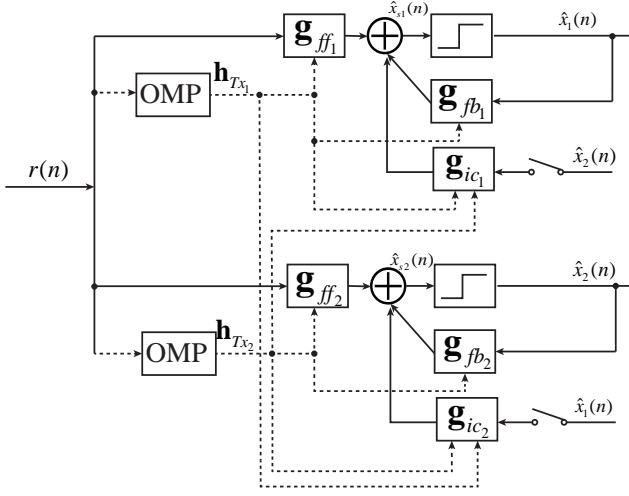 g_{ff_1} x̂_{s1}(n) x̂_1(n)
OMP h_{Tx_1} g_{fb_1}
g_{ic_1} x̂_2(n)
r(n)
g_{ff_2} x̂_{s2}(n) x̂_2(n)
OMP h_{Tx_2} g_{fb_2}
g_{ic_2} x̂_1(n)